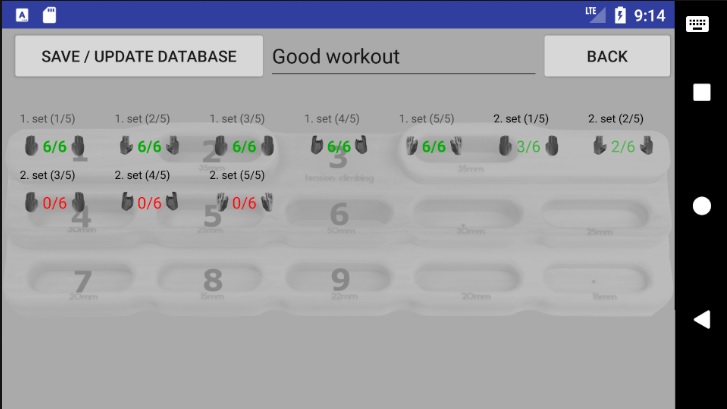 A LTE 9:14
SAVE / UPDATE DATABASE Good workout BACK
1. set (1/5) 1. set (2/5) 1. set (3/5) 1. set (4/5) 1. set (5/5) 2. set (1/5) 2. set (2/5)
6/6 6/6 6/6 6/6 6/6 3/6 2/6
1 2 3
35mm
tension climbing
2. set (3/5) 2. set (4/5) 2. set (5/5)
0/6 0/6 0/6
4 5 6
50mm 30mm
7 8 9
20mm 15mm 22mm 20mm 15mm